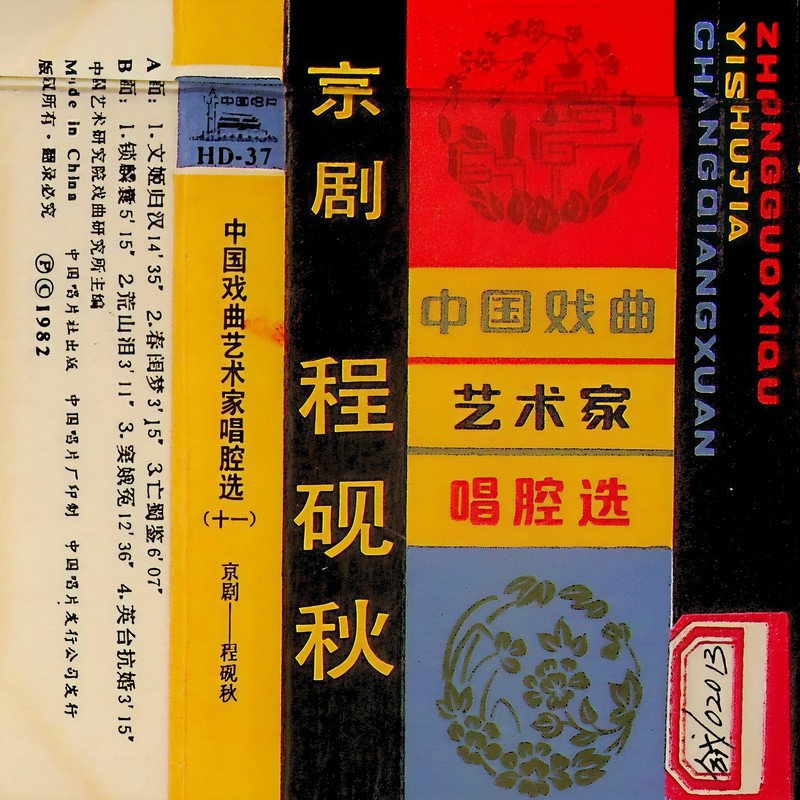 ZHONGGUOXIQU
YISHUJIA
CHANGQIANGXUAN
中国戏曲
艺术家
唱腔选
京剧
程砚秋
中国唱片
HD-37
中国戏曲艺术家唱腔选
(十一)
京剧——程砚秋
A面: 1.文姬归汉14′35″ 2.春闺梦3′15″ 3.亡蜀鉴6′07″
B面: 1.锁麟囊5′15″ 2.荒山泪3′11″ 3.窦娥冤12′36″ 4.英台抗婚3′15″
中国艺术研究院戏曲研究所主编
Made in China 中国唱片社出版 中国唱片厂印制 中国唱片发行公司发行
版权所有·翻录必究 ⓅⒸ1982
02013